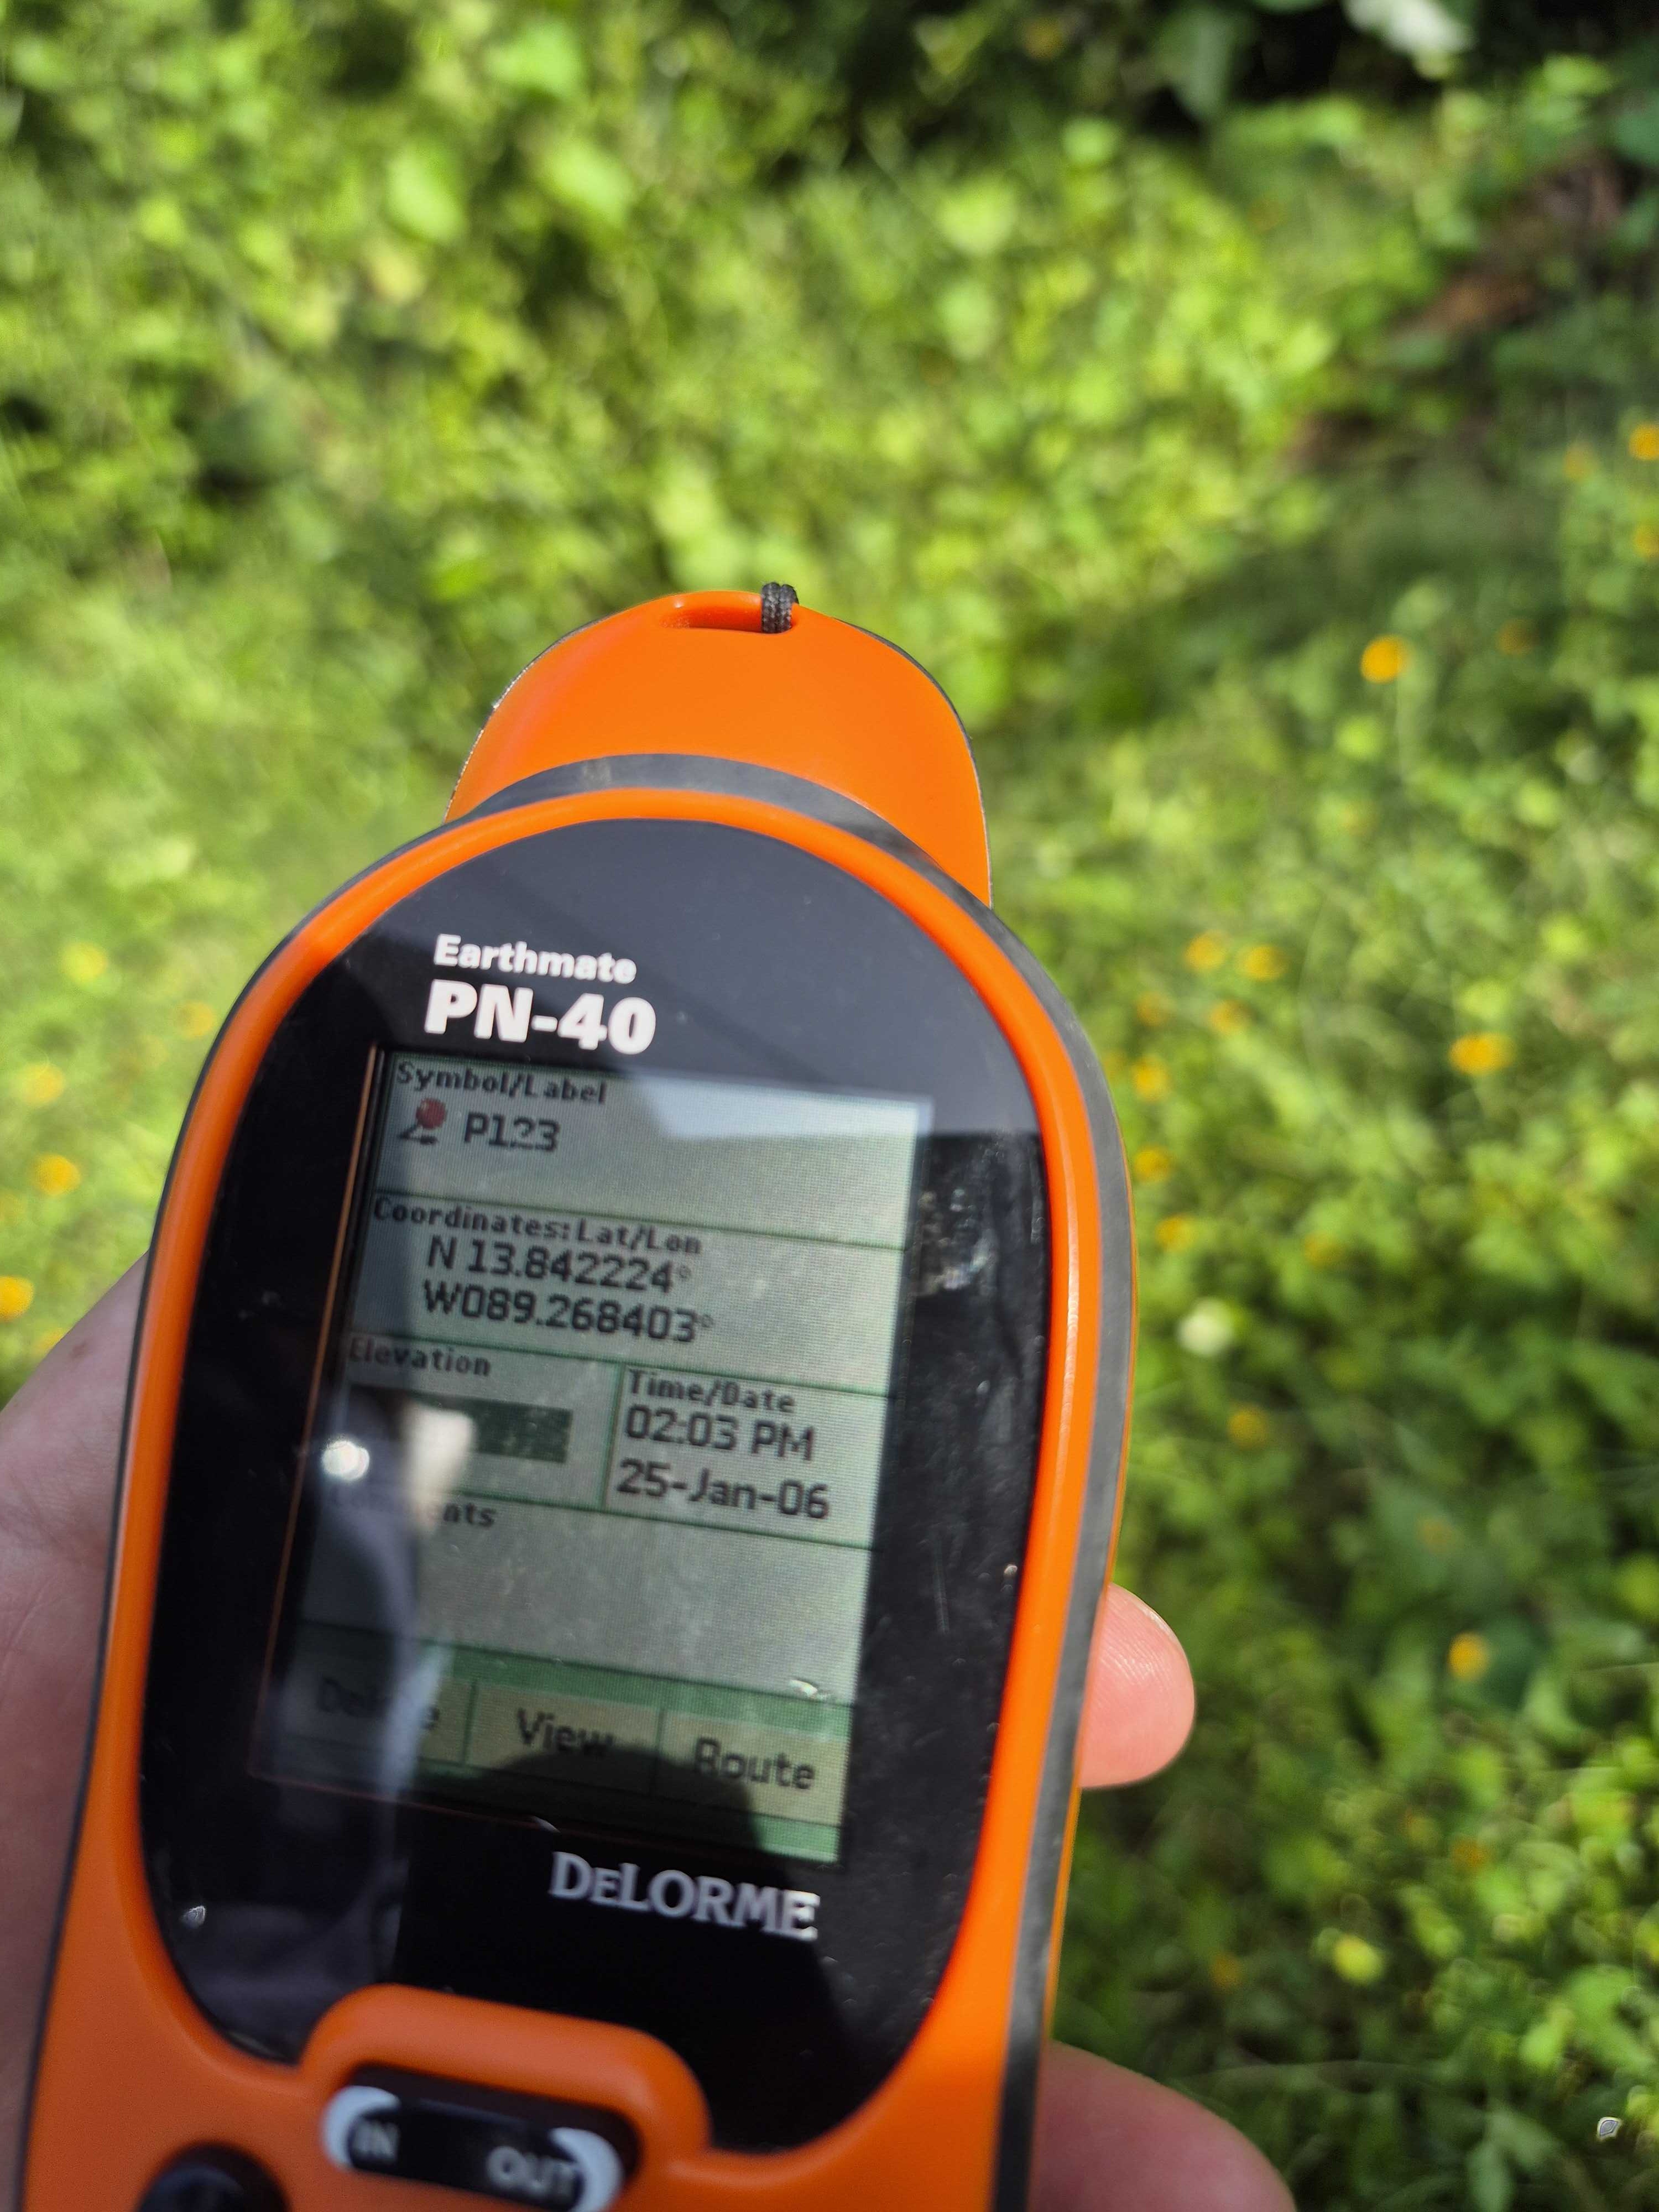 Earthmate
PN-40
Symbol/Label
P123
Coordinates:Lat/Lon
N 13.842224°
W089.268403°
Elevation
Time/Date
02:03 PM
25-Jan-06
View
Route
DELORME
IN OUT